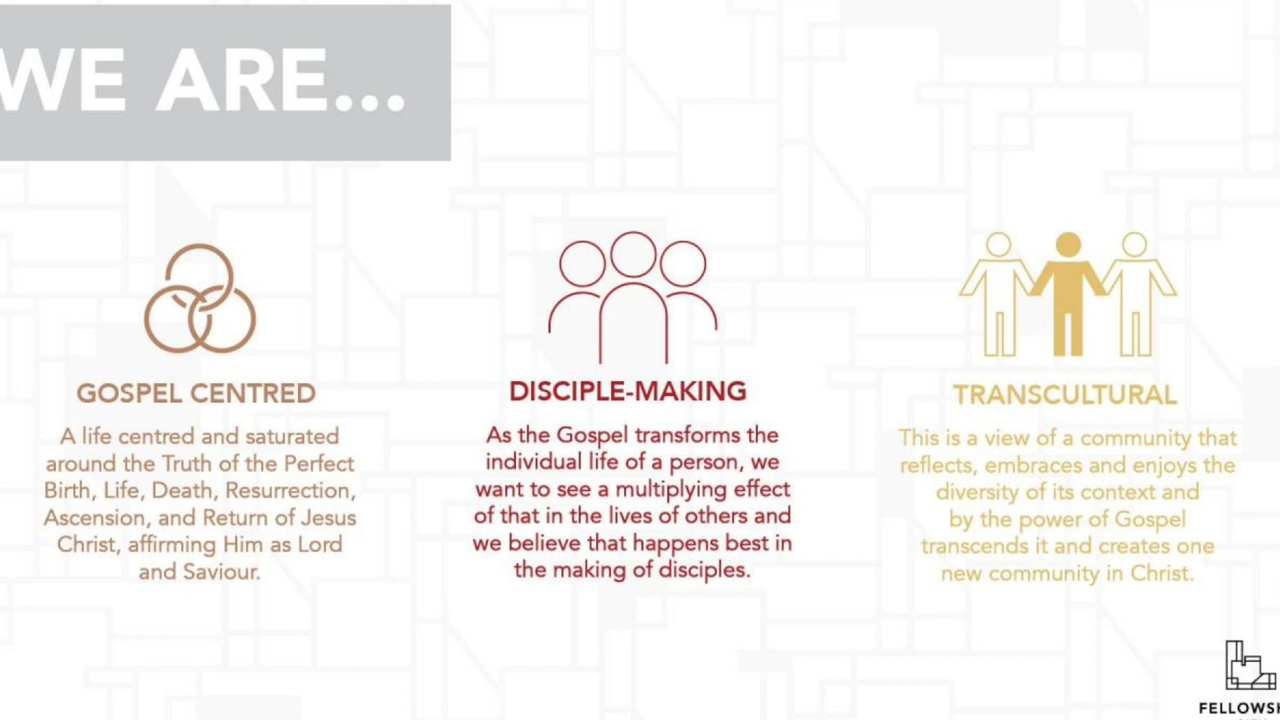 WE ARE...
GOSPEL CENTRED
A life centred and saturated
around the Truth of the Perfect
Birth, Life, Death, Resurrection,
Ascension, and Return of Jesus
Christ, affirming Him as Lord
and Saviour.
DISCIPLE-MAKING
As the Gospel transforms the
individual life of a person, we
want to see a multiplying effect
of that in the lives of others and
we believe that happens best in
the making of disciples.
TRANSCULTURAL
This is a view of a community that
reflects, embraces and enjoys the
diversity of its context and
by the power of Gospel
transcends it and creates one
new community in Christ.